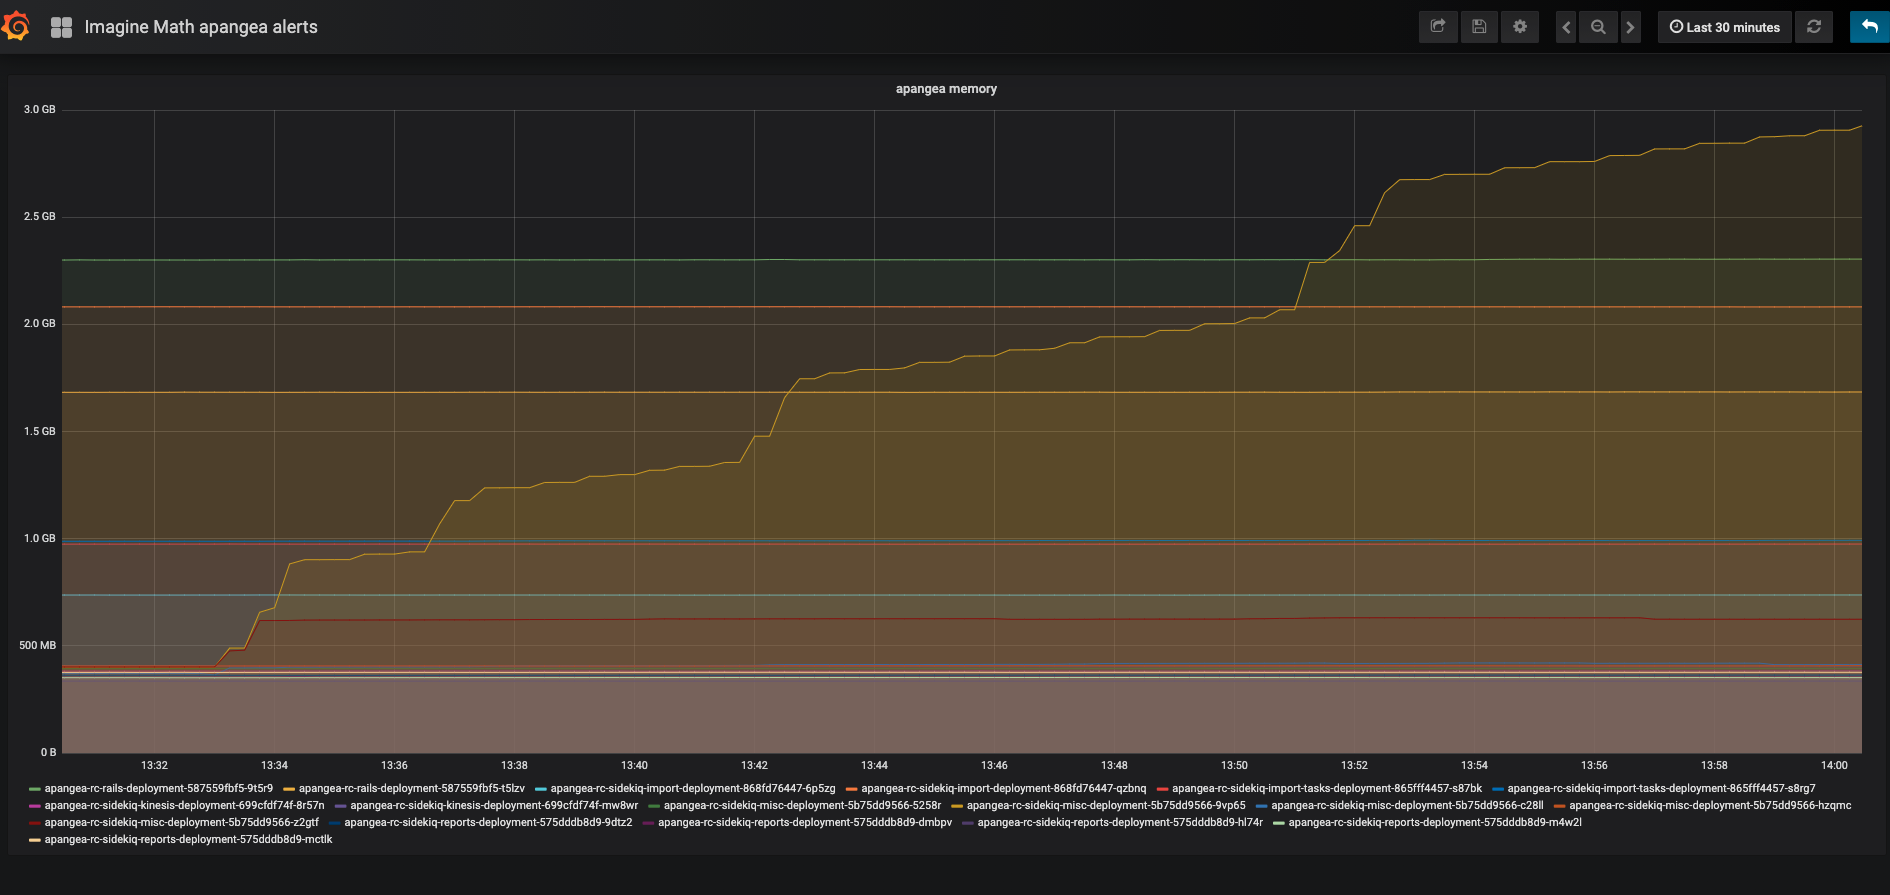 Imagine Math apangea alerts
Last 30 minutes
apangea memory
3.0 GB
2.5 GB
2.0 GB
1.5 GB
1.0 GB
500 MB
0 B
13:32 13:34 13:36 13:38 13:40 13:42 13:44 13:46 13:48 13:50 13:52 13:54 13:56 13:58 14:00
apangea-rc-rails-deployment-587559fbf5-9t5r9 apangea-rc-rails-deployment-587559fbf5-t5lzv apangea-rc-sidekiq-import-deployment-868fd76447-6p5zg apangea-rc-sidekiq-import-deployment-868fd76447-qzbnq apangea-rc-sidekiq-import-tasks-deployment-865fff4457-s87bk apangea-rc-sidekiq-import-tasks-deployment-865fff4457-s8rg7
apangea-rc-sidekiq-kinesis-deployment-699cfdf74f-8r57n apangea-rc-sidekiq-kinesis-deployment-699cfdf74f-mw8wr apangea-rc-sidekiq-misc-deployment-5b75dd9566-5258r apangea-rc-sidekiq-misc-deployment-5b75dd9566-9vp65 apangea-rc-sidekiq-misc-deployment-5b75dd9566-c28ll apangea-rc-sidekiq-misc-deployment-5b75dd9566-hzqmc
apangea-rc-sidekiq-misc-deployment-5b75dd9566-z2gtf apangea-rc-sidekiq-reports-deployment-575dddb8d9-9dtz2 apangea-rc-sidekiq-reports-deployment-575dddb8d9-dmbpv apangea-rc-sidekiq-reports-deployment-575dddb8d9-hl74r apangea-rc-sidekiq-reports-deployment-575dddb8d9-m4w2l
apangea-rc-sidekiq-reports-deployment-575dddb8d9-mctlk